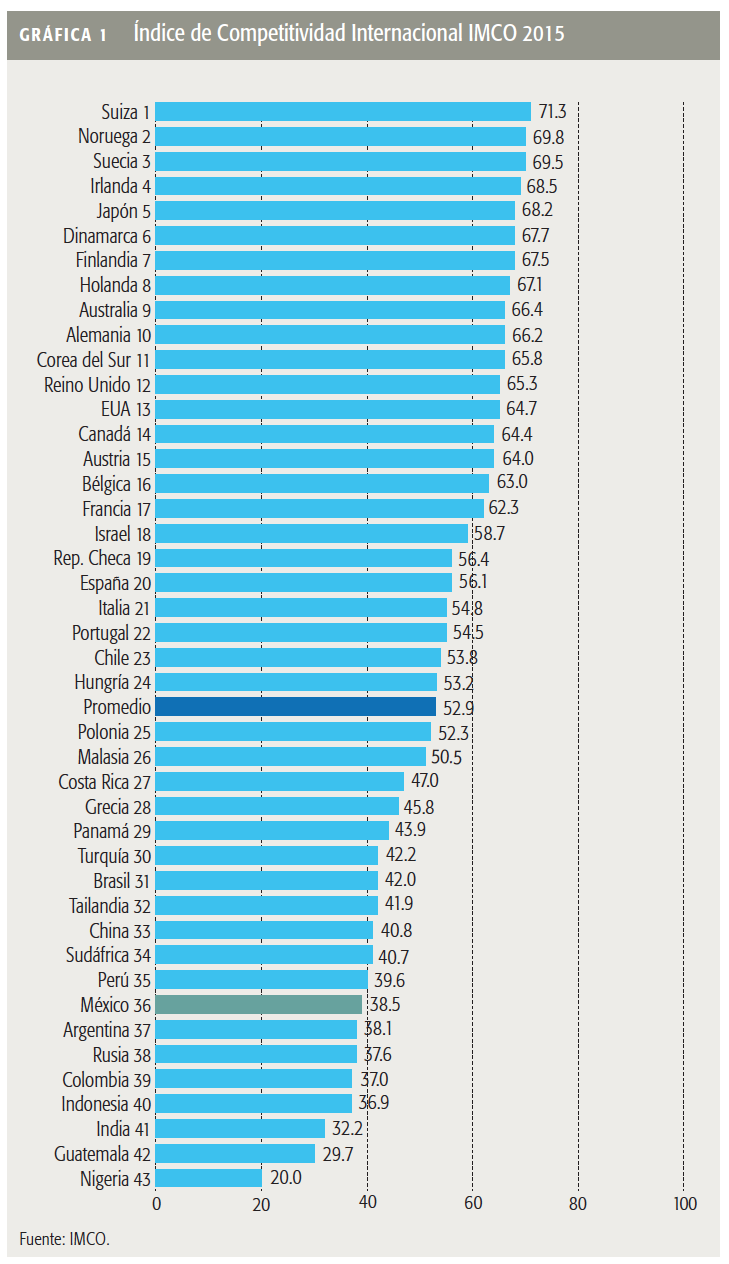 GRÁFICA 1 Índice de Competitividad Internacional IMCO 2015
Suiza 1 71.3
Noruega 2 69.8
Suecia 3 69.5
Irlanda 4 68.5
Japón 5 68.2
Dinamarca 6 67.7
Finlandia 7 67.5
Holanda 8 67.1
Australia 9 66.4
Alemania 10 66.2
Corea del Sur 11 65.8
Reino Unido 12 65.3
EUA 13 64.7
Canadá 14 64.4
Austria 15 64.0
Bélgica 16 63.0
Francia 17 62.3
Israel 18 58.7
Rep. Checa 19 56.4
España 20 56.1
Italia 21 54.8
Portugal 22 54.5
Chile 23 53.8
Hungría 24 53.2
Promedio 52.9
Polonia 25 52.3
Malasia 26 50.5
Costa Rica 27 47.0
Grecia 28 45.8
Panamá 29 43.9
Turquía 30 42.2
Brasil 31 42.0
Tailandia 32 41.9
China 33 40.8
Sudáfrica 34 40.7
Perú 35 39.6
México 36 38.5
Argentina 37 38.1
Rusia 38 37.6
Colombia 39 37.0
Indonesia 40 36.9
India 41 32.2
Guatemala 42 29.7
Nigeria 43 20.0
0 20 40 60 80 100
Fuente: IMCO.